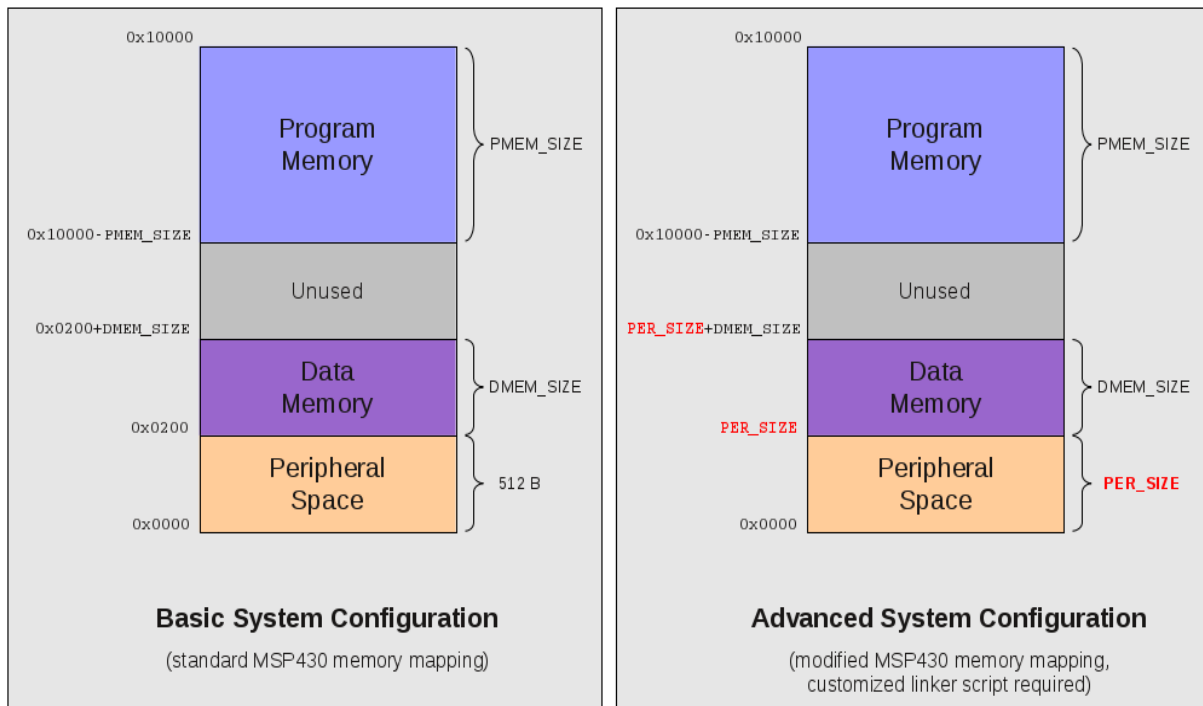 0x10000
Program
Memory
PMEM_SIZE
0x10000-PMEM_SIZE
Unused
0x0200+DMEM_SIZE
Data
Memory
DMEM_SIZE
0x0200
Peripheral
Space
512 B
0x0000
Basic System Configuration
(standard MSP430 memory mapping)
0x10000
Program
Memory
PMEM_SIZE
0x10000-PMEM_SIZE
Unused
PER_SIZE+DMEM_SIZE
Data
Memory
DMEM_SIZE
PER_SIZE
Peripheral
Space
PER_SIZE
0x0000
Advanced System Configuration
(modified MSP430 memory mapping,
customized linker script required)